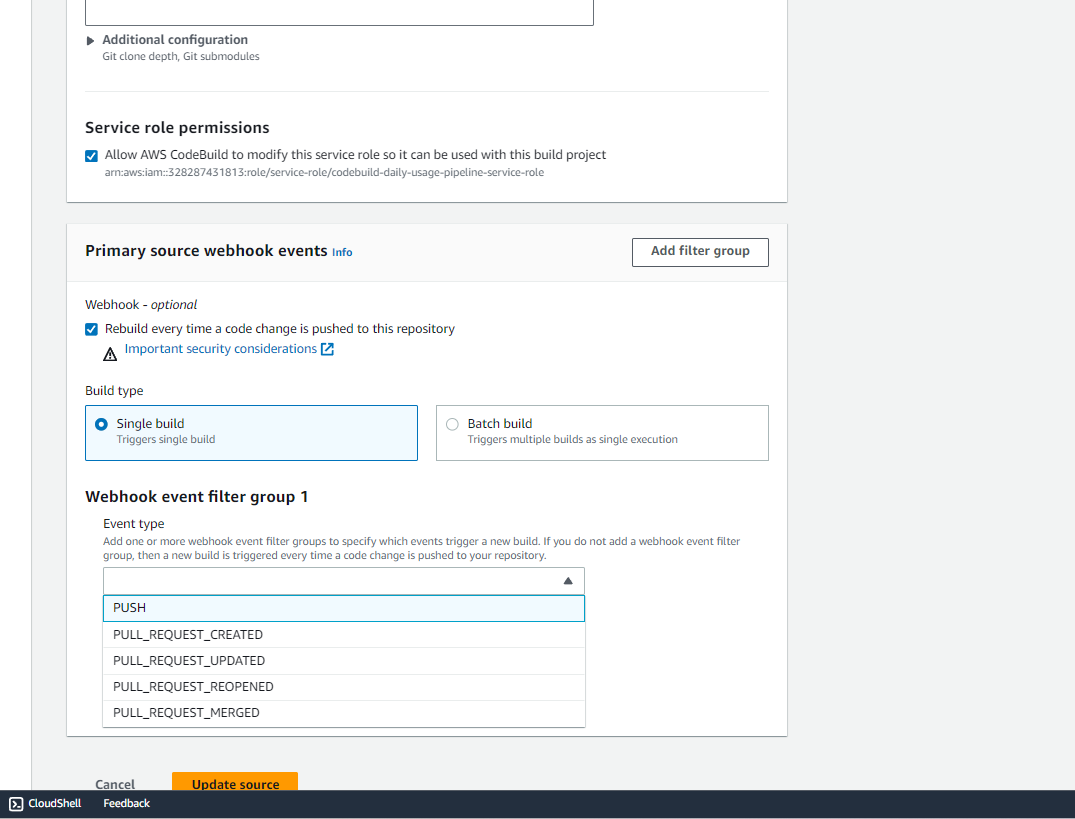 Additional configuration
Git clone depth, Git submodules
Service role permissions
Allow AWS CodeBuild to modify this service role so it can be used with this build project
arn:aws:iam::328287431813:role/service-role/codebuild-daily-usage-pipeline-service-role
Primary source webhook events Info
Add filter group
Webhook - optional
Rebuild every time a code change is pushed to this repository
Important security considerations
Build type
Single build
Triggers single build
Batch build
Triggers multiple builds as single execution
Webhook event filter group 1
Event type
Add one or more webhook event filter groups to specify which events trigger a new build. If you do not add a webhook event filter
group, then a new build is triggered every time a code change is pushed to your repository.
PUSH
PULL_REQUEST_CREATED
PULL_REQUEST_UPDATED
PULL_REQUEST_REOPENED
PULL_REQUEST_MERGED
Cancel
Update source
CloudShell
Feedback